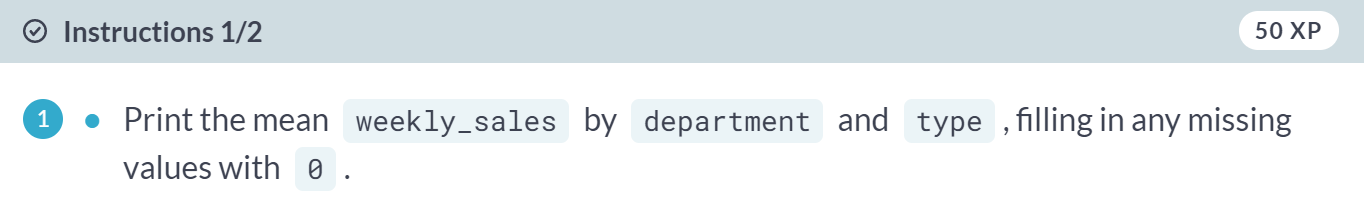 Instructions 1/2
50 XP
1 • Print the mean weekly_sales by department and type , filling in any missing
values with 0 .